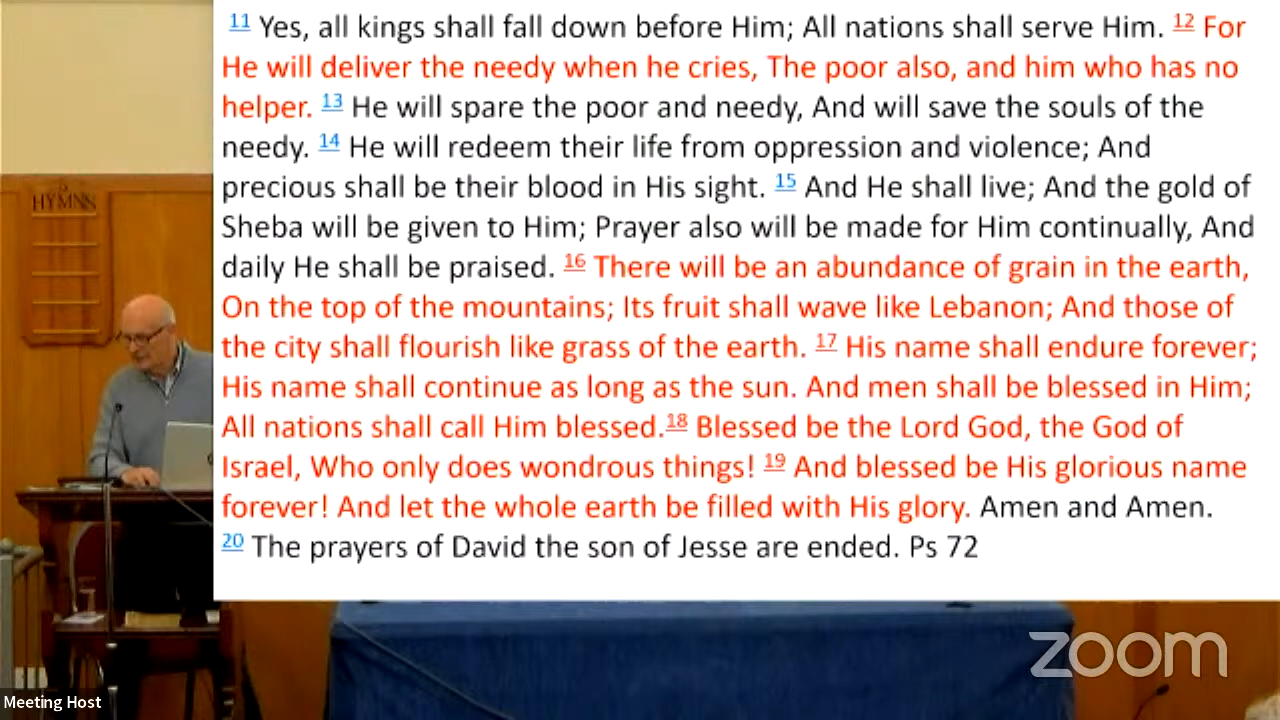 11 Yes, all kings shall fall down before Him; All nations shall serve Him. 12 For
He will deliver the needy when he cries, The poor also, and him who has no
helper. 13 He will spare the poor and needy, And will save the souls of the
needy. 14 He will redeem their life from oppression and violence; And
precious shall be their blood in His sight. 15 And He shall live; And the gold of
Sheba will be given to Him; Prayer also will be made for Him continually, And
daily He shall be praised. 16 There will be an abundance of grain in the earth,
On the top of the mountains; Its fruit shall wave like Lebanon; And those of
the city shall flourish like grass of the earth. 17 His name shall endure forever;
His name shall continue as long as the sun. And men shall be blessed in Him;
All nations shall call Him blessed.18 Blessed be the Lord God, the God of
Israel, Who only does wondrous things! 19 And blessed be His glorious name
forever! And let the whole earth be filled with His glory. Amen and Amen.
20 The prayers of David the son of Jesse are ended. Ps 72
HYMNS
zoom
Meeting Host